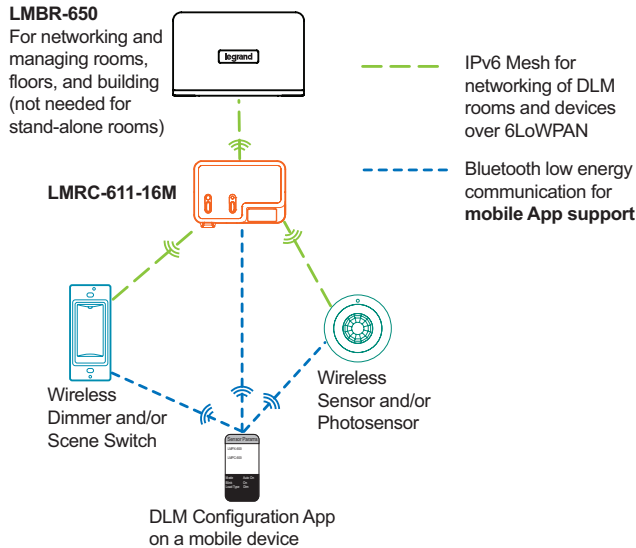 LMBR-650
For networking and
managing rooms,
floors, and building
(not needed for
stand-alone rooms)
legrand
IPv6 Mesh for
networking of DLM
rooms and devices
over 6LoWPAN
Bluetooth low energy
communication for
mobile App support
LMRC-611-16M
Wireless
Dimmer and/or
Scene Switch
Wireless
Sensor and/or
Photosensor
Sensor Params
Mode Auto On
DLM Configuration App
on a mobile device